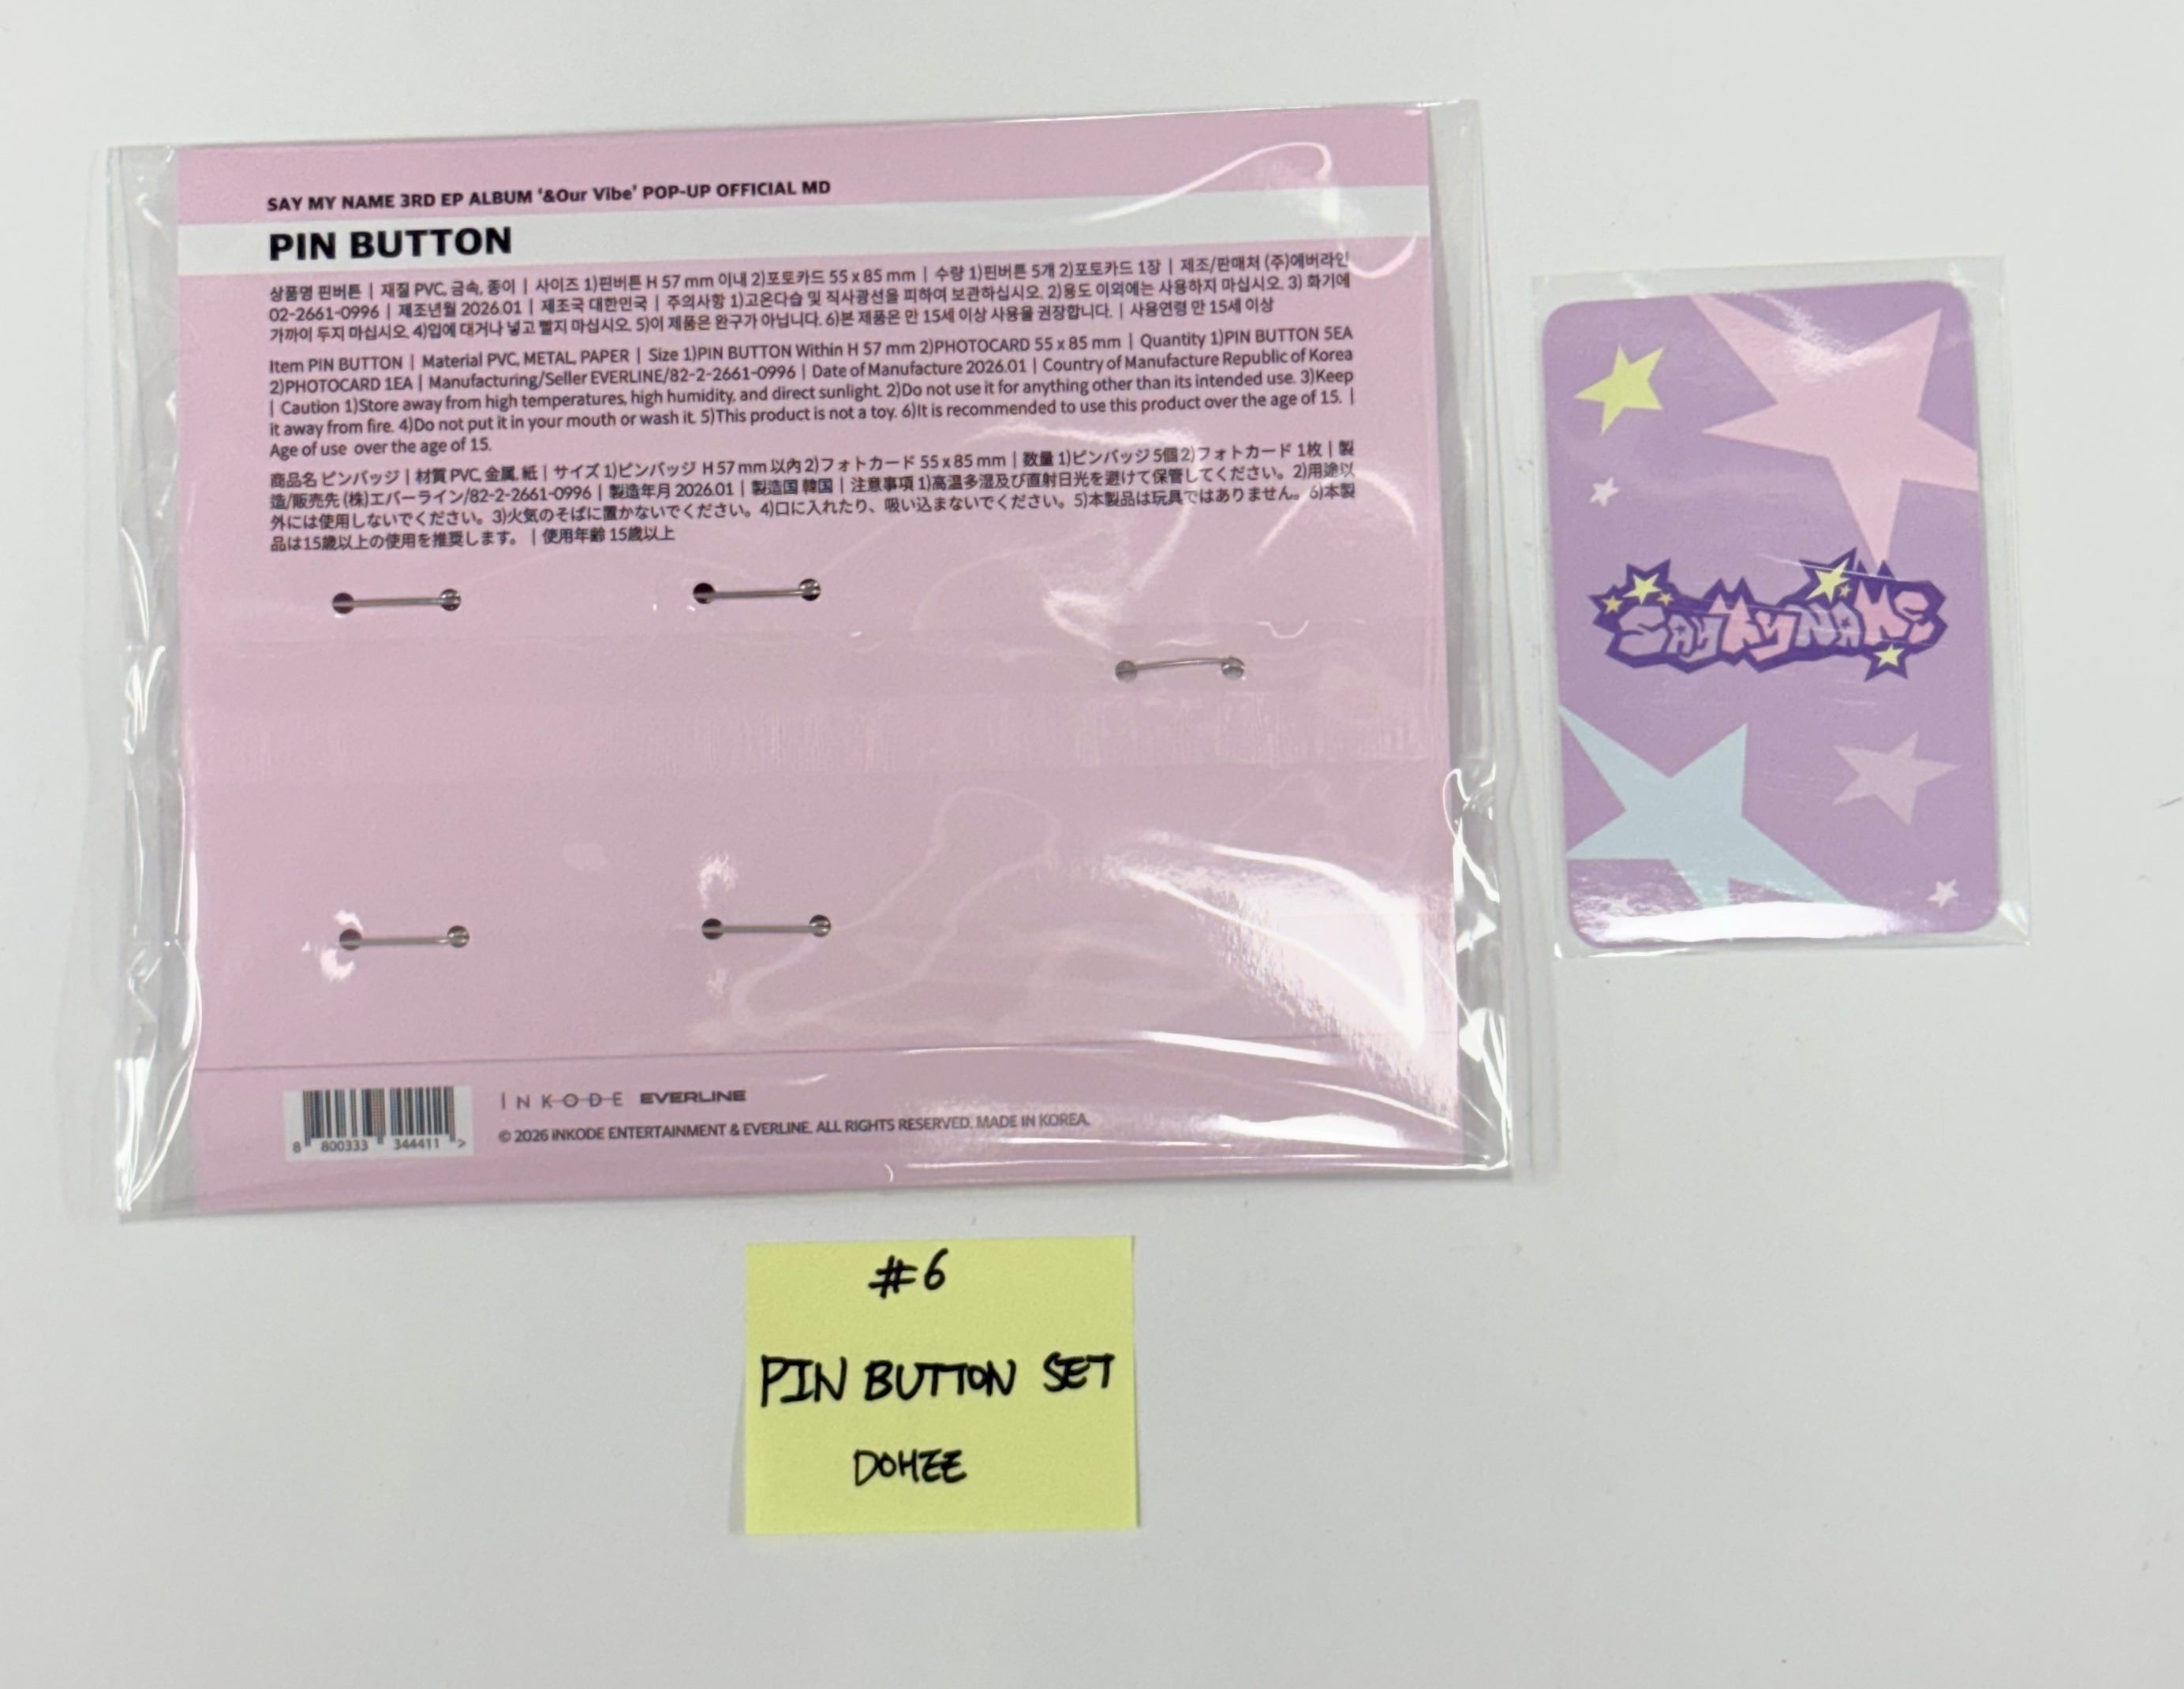 SAY MY NAME 3RD EP ALBUM '&Our Vibe' POP-UP OFFICIAL MD
PIN BUTTON
상품명 핀버튼 | 재질 PVC, 금속, 종이 | 사이즈 1)핀버튼 H 57 mm 이내 2)포토카드 55 x 85 mm | 수량 1)핀버튼 5개 2)포토카드 1장 | 제조/판매처 (주)에버라인
02-2661-0996 | 제조년월 2026.01 | 제조국 대한민국 | 주의사항 1)고온다습 및 직사광선을 피하여 보관하십시오. 2)용도 이외에는 사용하지 마십시오. 3) 화기에
가까이 두지 마십시오. 4)입에 대거나 넣고 빨지 마십시오. 5)이 제품은 완구가 아닙니다. 6)본 제품은 만 15세 이상 사용을 권장합니다. | 사용연령 만 15세 이상
Item PIN BUTTON | Material PVC, METAL, PAPER | Size 1)PIN BUTTON Within H 57 mm 2)PHOTOCARD 55 x 85 mm | Quantity 1)PIN BUTTON 5EA
2)PHOTOCARD 1EA | Manufacturing/Seller EVERLINE/82-2-2661-0996 | Date of Manufacture 2026.01 | Country of Manufacture Republic of Korea
| Caution 1)Store away from high temperatures, high humidity, and direct sunlight. 2)Do not use it for anything other than its intended use. 3)Keep
it away from fire. 4)Do not put it in your mouth or wash it. 5)This product is not a toy. 6)It is recommended to use this product over the age of 15. |
Age of use over the age of 15.
商品名 ピンバッジ | 材質 PVC, 金属, 紙 | サイズ 1)ピンバッジ H 57 mm 以内 2)フォトカード 55 x 85 mm | 数量 1)ピンバッジ 5個 2)フォトカード 1枚 | 製
造/販売先 (株)エバーライン/82-2-2661-0996 | 製造年月 2026.01 | 製造国 韓国 | 注意事項 1)高温多湿及び直射日光を避けて保管してください。2)用途以
外には使用しないでください。3)火気のそばに置かないでください。4)口に入れたり、吸い込まないでください。5)本製品は玩具ではありません。6)本製
品は15歳以上の使用を推奨します。 | 使用年齢 15歳以上
SAYMYNAME
INKODE EVERLINE
© 2026 iNKODE ENTERTAINMENT & EVERLINE. ALL RIGHTS RESERVED. MADE IN KOREA.
8 800333 344411 >
#6
PIN BUTTON SET
DOHEE